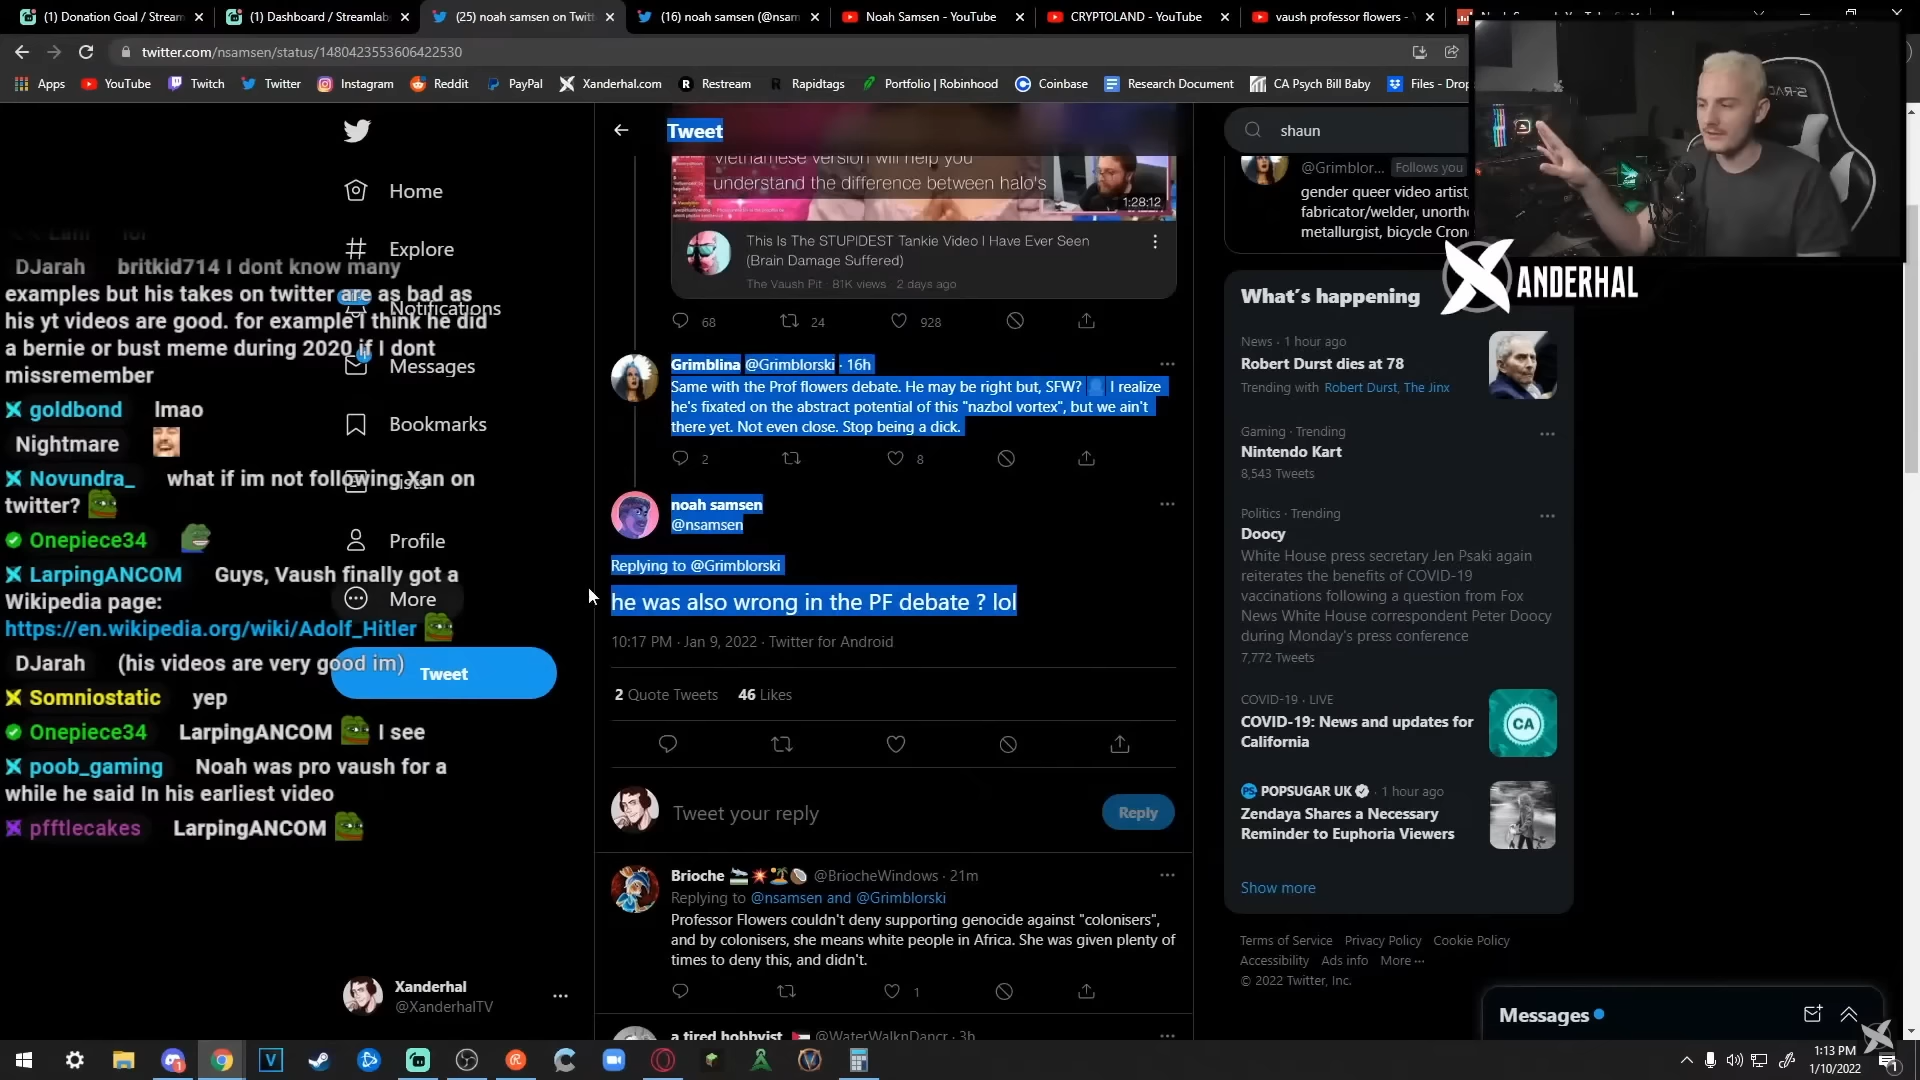 (1) Donation Goal / Stream
(1) Dashboard / Streamlab
(25) noah samsen on Twit
(16) noah samsen (@nsam
Noah Samsen - YouTube
CRYPTOLAND - YouTube
vaush professor flowers -
twitter.com/nsamsen/status/1480423553606422530
Apps YouTube Twitch Twitter Instagram Reddit PayPal Xanderhal.com Restream Rapidtags Portfolio | Robinhood Coinbase Research Document CA Psych Bill Baby Files - Drop
DJarah britkid714 I dont know many
examples but his takes on twitter are as bad as
his yt videos are good. for example I think he did
a bernie or bust meme during 2020 if I dont
missremember
goldbond lmao
Nightmare
Novundra_ what if im not following Xan on
twitter?
Onepiece34
LarpingANCOM Guys, Vaush finally got a
Wikipedia page:
https://en.wikipedia.org/wiki/Adolf_Hitler
DJarah (his videos are very good im)
Somniostatic yep
Onepiece34 LarpingANCOM I see
poob_gaming Noah was pro vaush for a
while he said In his earliest video
pfftlecakes LarpingANCOM
Home
Explore
Notifications
Messages
Bookmarks
Lists
Profile
More
Tweet
Xanderhal
@XanderhalTV
Tweet
Vietnamese version will help you
understand the difference between halo's
1:28:12
This Is The STUPIDEST Tankie Video I Have Ever Seen
(Brain Damage Suffered)
The Vaush Pit · 81K views · 2 days ago
68 24 928
Grimblina @Grimblorski · 16h
Same with the Prof flowers debate. He may be right but, SFW? I realize
he's fixated on the abstract potential of this "nazbol vortex", but we ain't
there yet. Not even close. Stop being a dick.
2 8
noah samsen
@nsamsen
Replying to @Grimblorski
he was also wrong in the PF debate ? lol
10:17 PM · Jan 9, 2022 · Twitter for Android
2 Quote Tweets 46 Likes
Tweet your reply
Reply
Brioche @BriocheWindows · 21m
Replying to @nsamsen and @Grimblorski
Professor Flowers couldn't deny supporting genocide against "colonisers",
and by colonisers, she means white people in Africa. She was given plenty of
times to deny this, and didn't.
1
a tired hobbyist @WaterWalknDancr · 3h
shaun
@Grimblor... Follows you
gender queer video artist,
metallurgist, bicycle Cron
XANDERHAL
What's happening
News · 1 hour ago
Robert Durst dies at 78
Trending with Robert Durst, The Jinx
Gaming · Trending
Nintendo Kart
8,543 Tweets
Politics · Trending
Doocy
White House press secretary Jen Psaki again
reiterates the benefits of COVID-19
vaccinations following a question from Fox
News White House correspondent Peter Doocy
during Monday's press conference
7,772 Tweets
COVID-19 · LIVE
COVID-19: News and updates for
California
CA
POPSUGAR UK · 1 hour ago
Zendaya Shares a Necessary
Reminder to Euphoria Viewers
Show more
Terms of Service Privacy Policy Cookie Policy
Accessibility Ads info More ···
© 2022 Twitter, Inc.
Messages
1:13 PM
1/10/2022